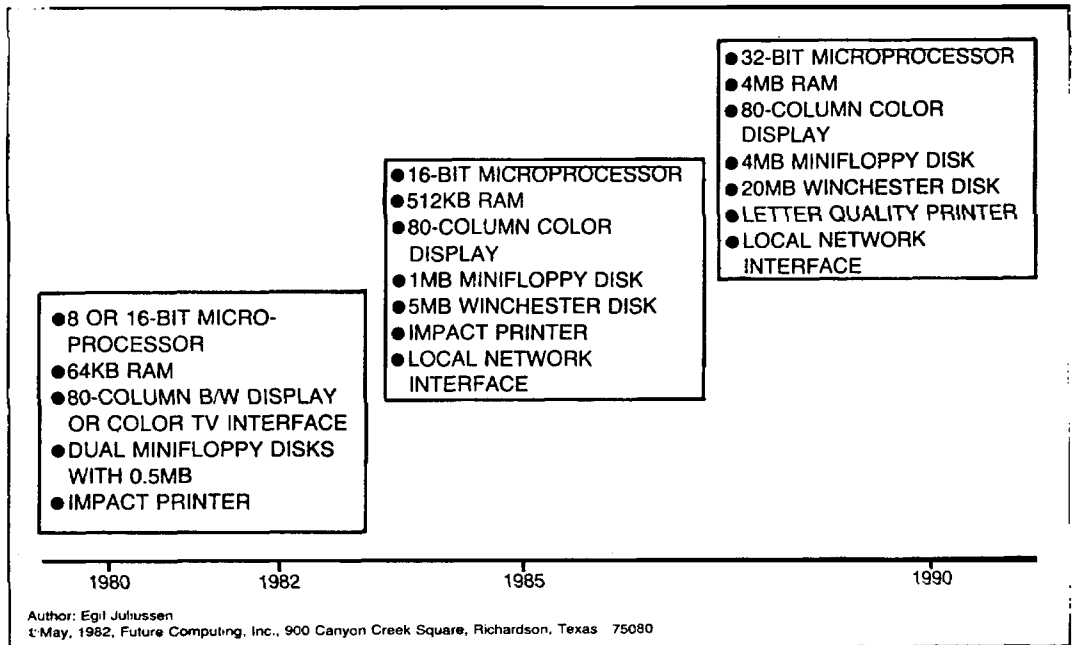 ●8 OR 16-BIT MICRO-
PROCESSOR
●64KB RAM
●80-COLUMN B/W DISPLAY
OR COLOR TV INTERFACE
●DUAL MINIFLOPPY DISKS
WITH 0.5MB
●IMPACT PRINTER
●16-BIT MICROPROCESSOR
●512KB RAM
●80-COLUMN COLOR
DISPLAY
●1MB MINIFLOPPY DISK
●5MB WINCHESTER DISK
●IMPACT PRINTER
●LOCAL NETWORK
INTERFACE
●32-BIT MICROPROCESSOR
●4MB RAM
●80-COLUMN COLOR
DISPLAY
●4MB MINIFLOPPY DISK
●20MB WINCHESTER DISK
●LETTER QUALITY PRINTER
●LOCAL NETWORK
INTERFACE
1980 1982 1985 1990
Author: Egil Juliussen
May, 1982, Future Computing, Inc., 900 Canyon Creek Square, Richardson, Texas 75080